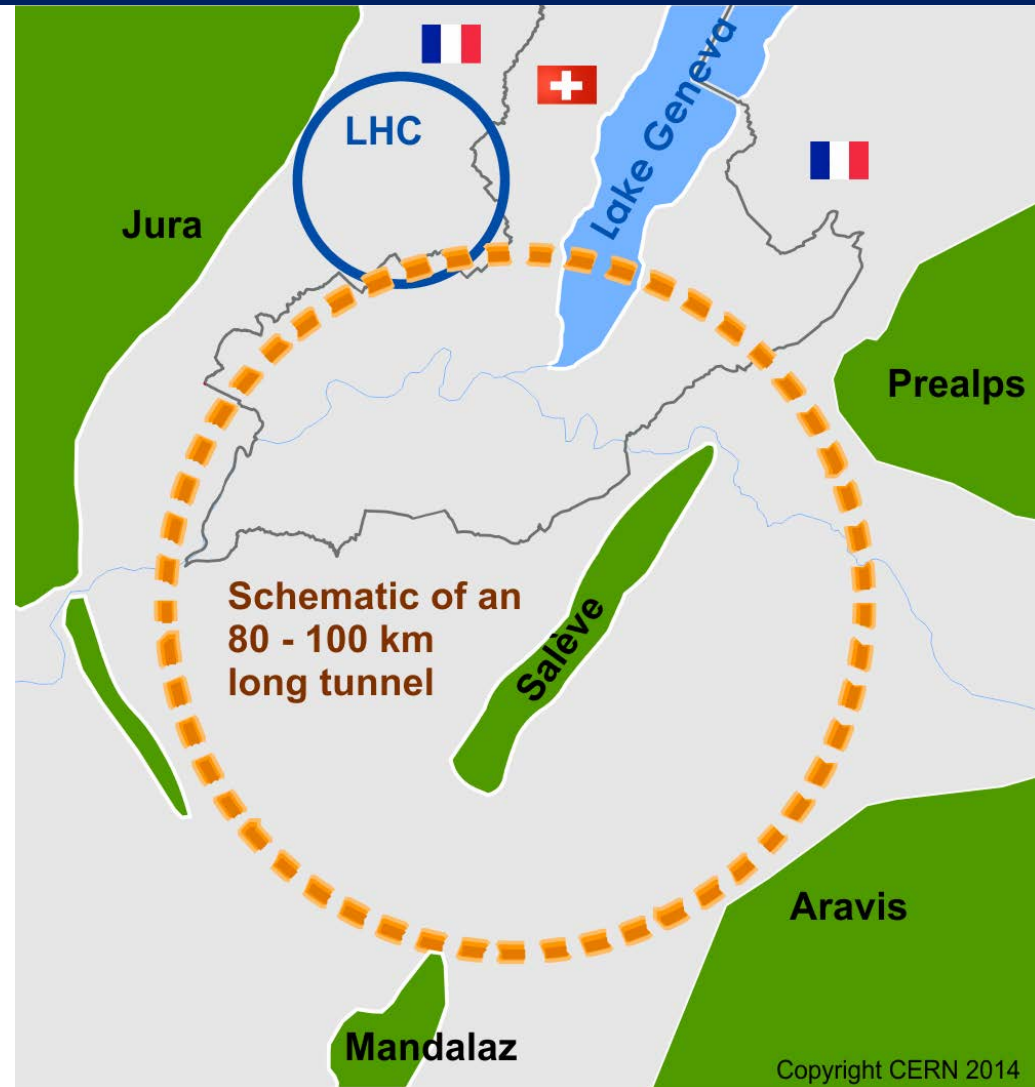 LHC
Lake Geneva
Jura
Prealps
Schematic of an
80 - 100 km
long tunnel
Salève
Aravis
Mandalaz
Copyright CERN 2014